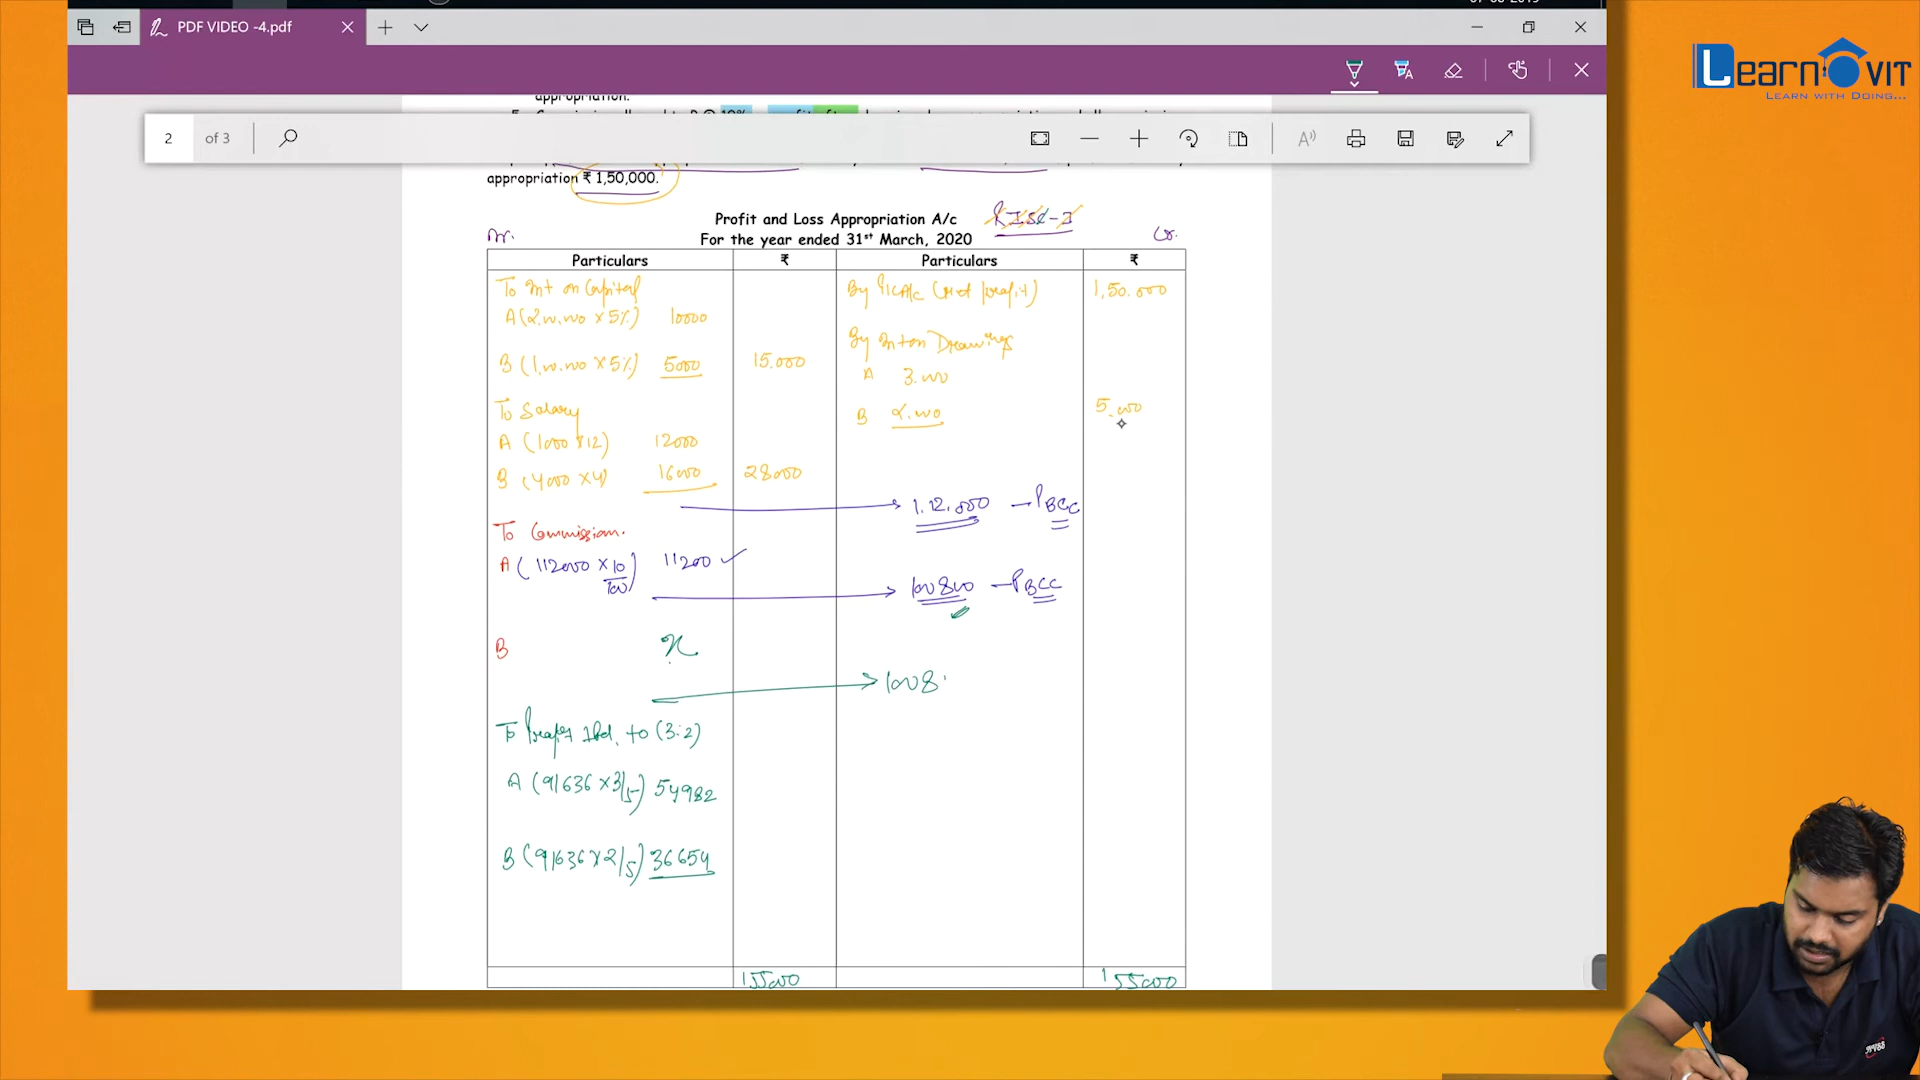 PDF VIDEO -4.pdf
Learnovit
LEARN WITH DOING...
appropriation.
2 of 3
appropriation ₹ 1,50,000.
Profit and Loss Appropriation A/c
For the year ended 31st March, 2020
Dr.
Cr.
Particulars ₹ Particulars ₹
To Int on Capital
By P&L A/c (Net profit) 1,50,000
A (2,00,000 x 5%) 10000
By Int on Drawings
B (1,00,000 x 5%) 5000 15,000
A 3,000
To Salary
B 2,000 5,000
A (1000 x 12) 12000
B (4000 x 4) 16000 28000
1,12,000 – PBCC
To Commission.
A (112000 x 10/100) 11200
100800 – PBCC
B x
1008
To Profit trd. to (3:2)
A (91636 x 3/5) 54982
B (91636 x 2/5) 36654
155000 155000